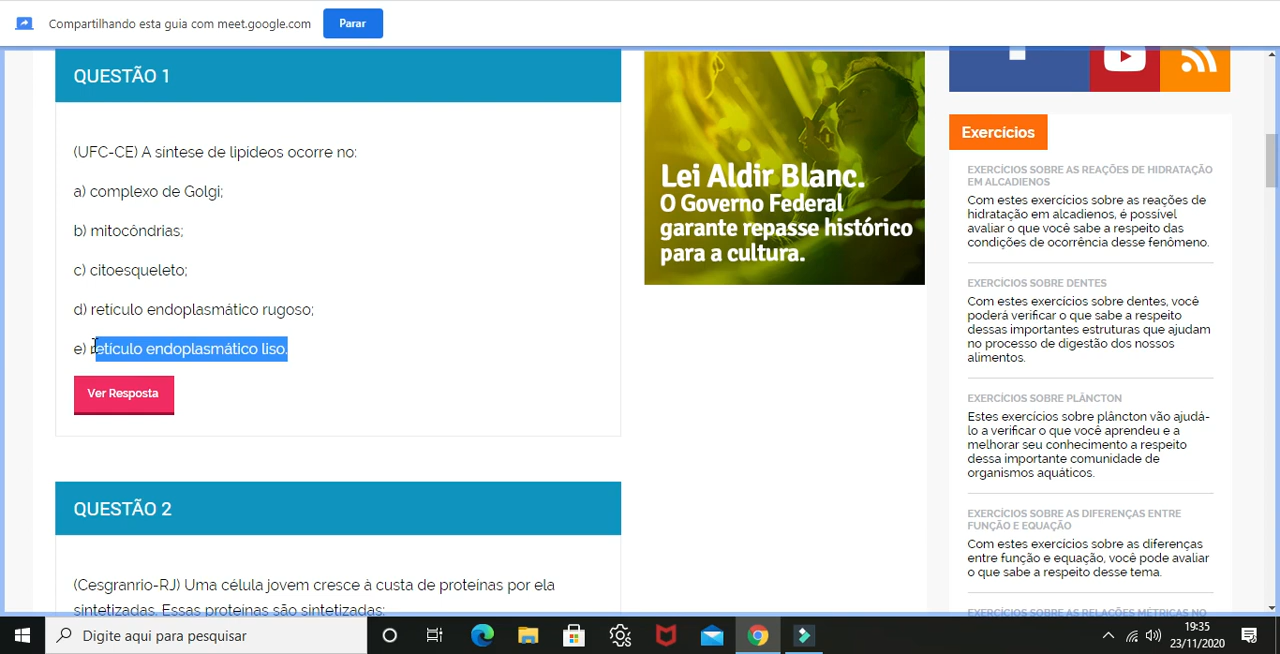 Compartilhando esta guia com meet.google.com
Parar
QUESTÃO 1
(UFC-CE) A síntese de lipídeos ocorre no:
a) complexo de Golgi;
b) mitocôndrias;
c) citoesqueleto;
d) retículo endoplasmático rugoso;
e) retículo endoplasmático liso.
Ver Resposta
QUESTÃO 2
(Cesgranrio-RJ) Uma célula jovem cresce à custa de proteínas por ela
sintetizadas. Essas proteínas são sintetizadas:
Lei Aldir Blanc.
O Governo Federal
garante repasse histórico
para a cultura.
Exercícios
EXERCÍCIOS SOBRE AS REAÇÕES DE HIDRATAÇÃO
EM ALCADIENOS
Com estes exercícios sobre as reações de
hidratação em alcadienos, é possível
avaliar o que você sabe a respeito das
condições de ocorrência desse fenômeno.
EXERCÍCIOS SOBRE DENTES
Com estes exercícios sobre dentes, você
poderá verificar o que sabe a respeito
dessas importantes estruturas que ajudam
no processo de digestão dos nossos
alimentos.
EXERCÍCIOS SOBRE PLÂNCTON
Estes exercícios sobre plâncton vão ajudá-
lo a verificar o que você aprendeu e a
melhorar seu conhecimento a respeito
dessa importante comunidade de
organismos aquáticos.
EXERCÍCIOS SOBRE AS DIFERENÇAS ENTRE
FUNÇÃO E EQUAÇÃO
Com estes exercícios sobre as diferenças
entre função e equação, você pode avaliar
o que sabe a respeito desse tema.
EXERCÍCIOS SOBRE AS RELAÇÕES MÉTRICAS NO
Digite aqui para pesquisar
19:35
23/11/2020